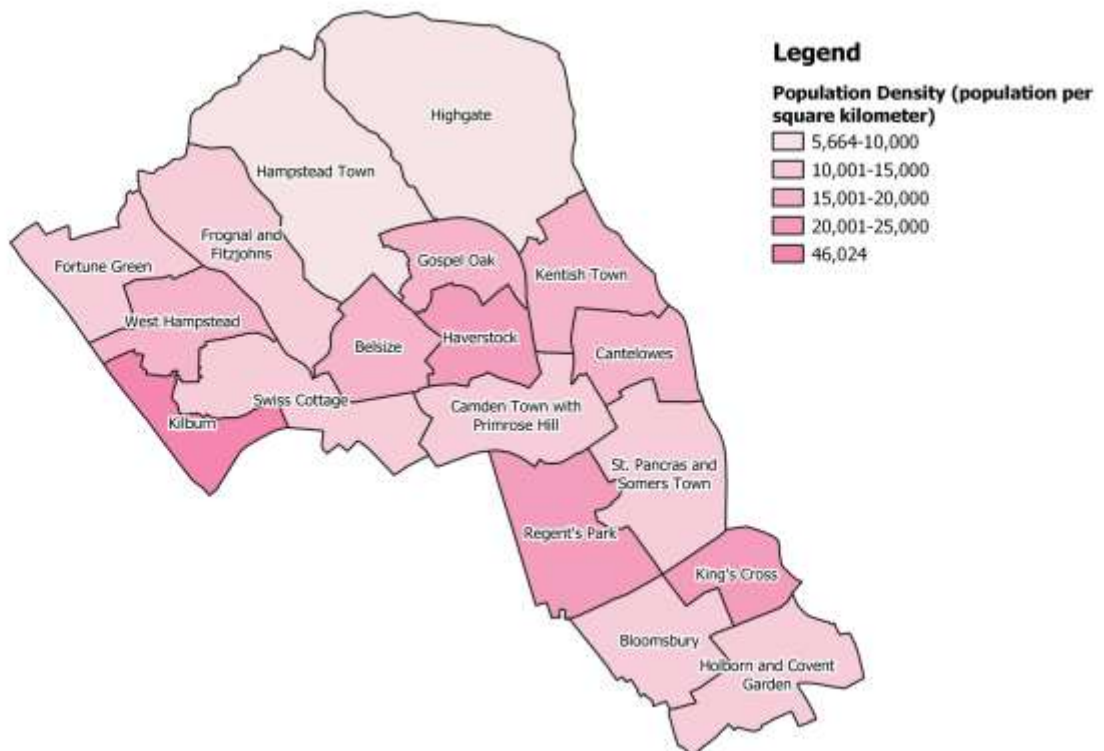 Legend
Population Density (population per
square kilometer)
5,664-10,000
10,001-15,000
15,001-20,000
20,001-25,000
46,024
Highgate
Hampstead Town
Frognal and
Fitzjohns
Fortune Green
Gospel Oak
Kentish Town
West Hampstead
Belsize
Haverstock
Cantelowes
Swiss Cottage
Camden Town with
Primrose Hill
Kilburn
St. Pancras and
Somers Town
Regent's Park
King's Cross
Bloomsbury
Holborn and Covent
Garden